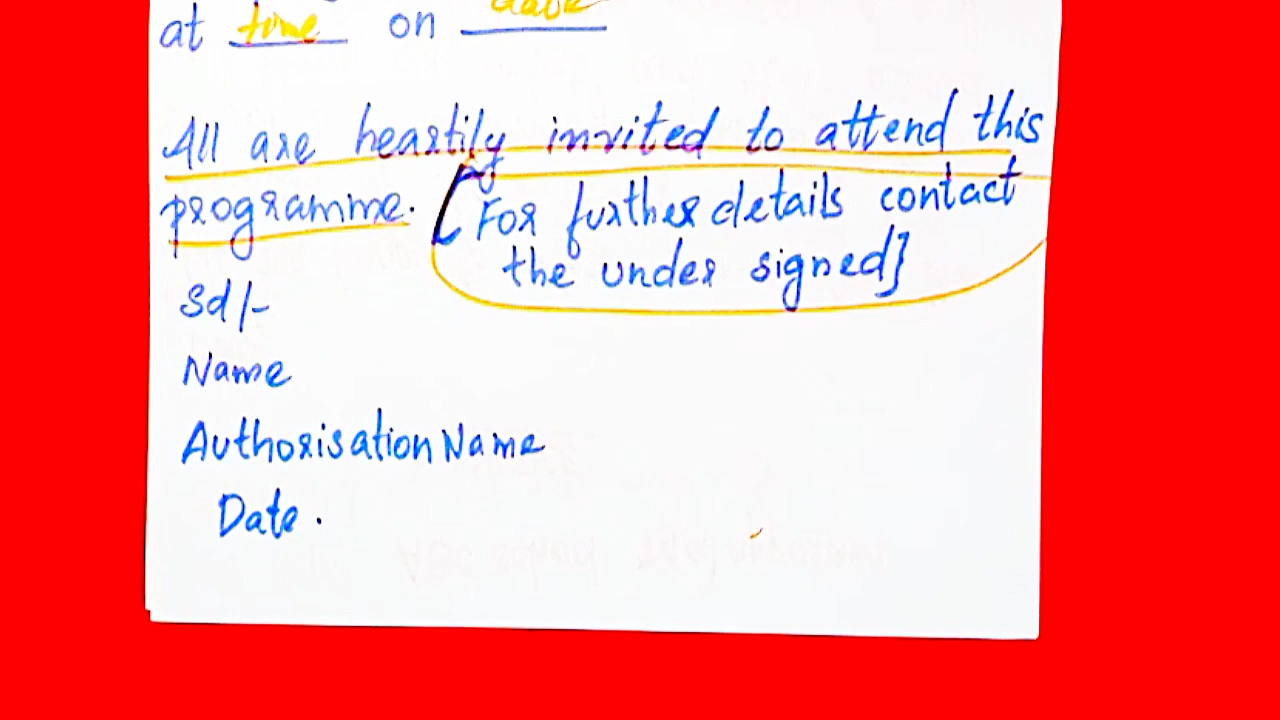 at time on date
All are heartily invited to attend this
programme. [For further details contact
the under signed}
Sd/-
Name
Authorisation Name
Date.